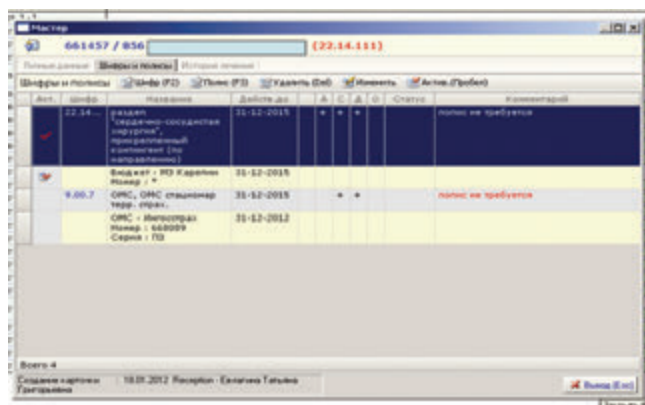 Мастер
661457 / 856 (22.14.111)
Полные данные Шифры и полисы История лечения
Шифры и полисы Шифр (F2) Полис (F3) Удалить (Del) Изменить Актив.(Пробел)
Акт. Шифр Название Действ.до А С Д О Статус Комментарий
22.14... раздел 31-12-2015 + + + полис не требуется
"сердечно-сосудистая
хирургия",
прикрепленный
контингент (по
направлению)
Бюджет - МЗ Карелии 31-12-2015
Номер : *
9.00.7 ОМС, ОМС стационар 31-12-2015 + + полис не требуется
терр. страх.
ОМС - Ингосстрах 31-12-2012
Номер : 668089
Серия : ПЭ
Всего 4
Создание карточки : 18.01.2012 Reception - Татьяна
Григорьевна
Выход (Esc)